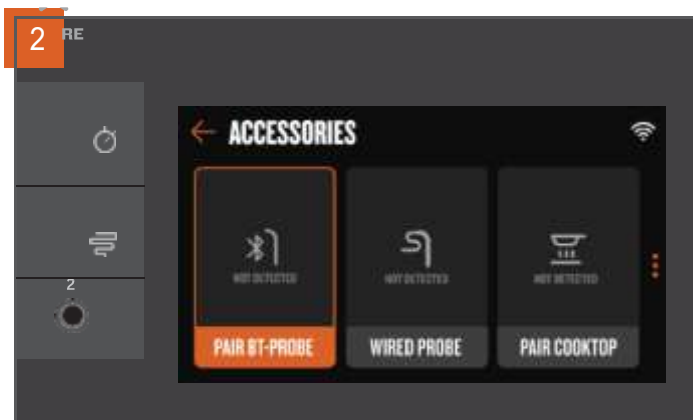 2
RE
ACCESSORIES
NOT DETECTED
NOT DETECTED
NOT DETECTED
2
PAIR BT-PROBE
WIRED PROBE
PAIR COOKTOP